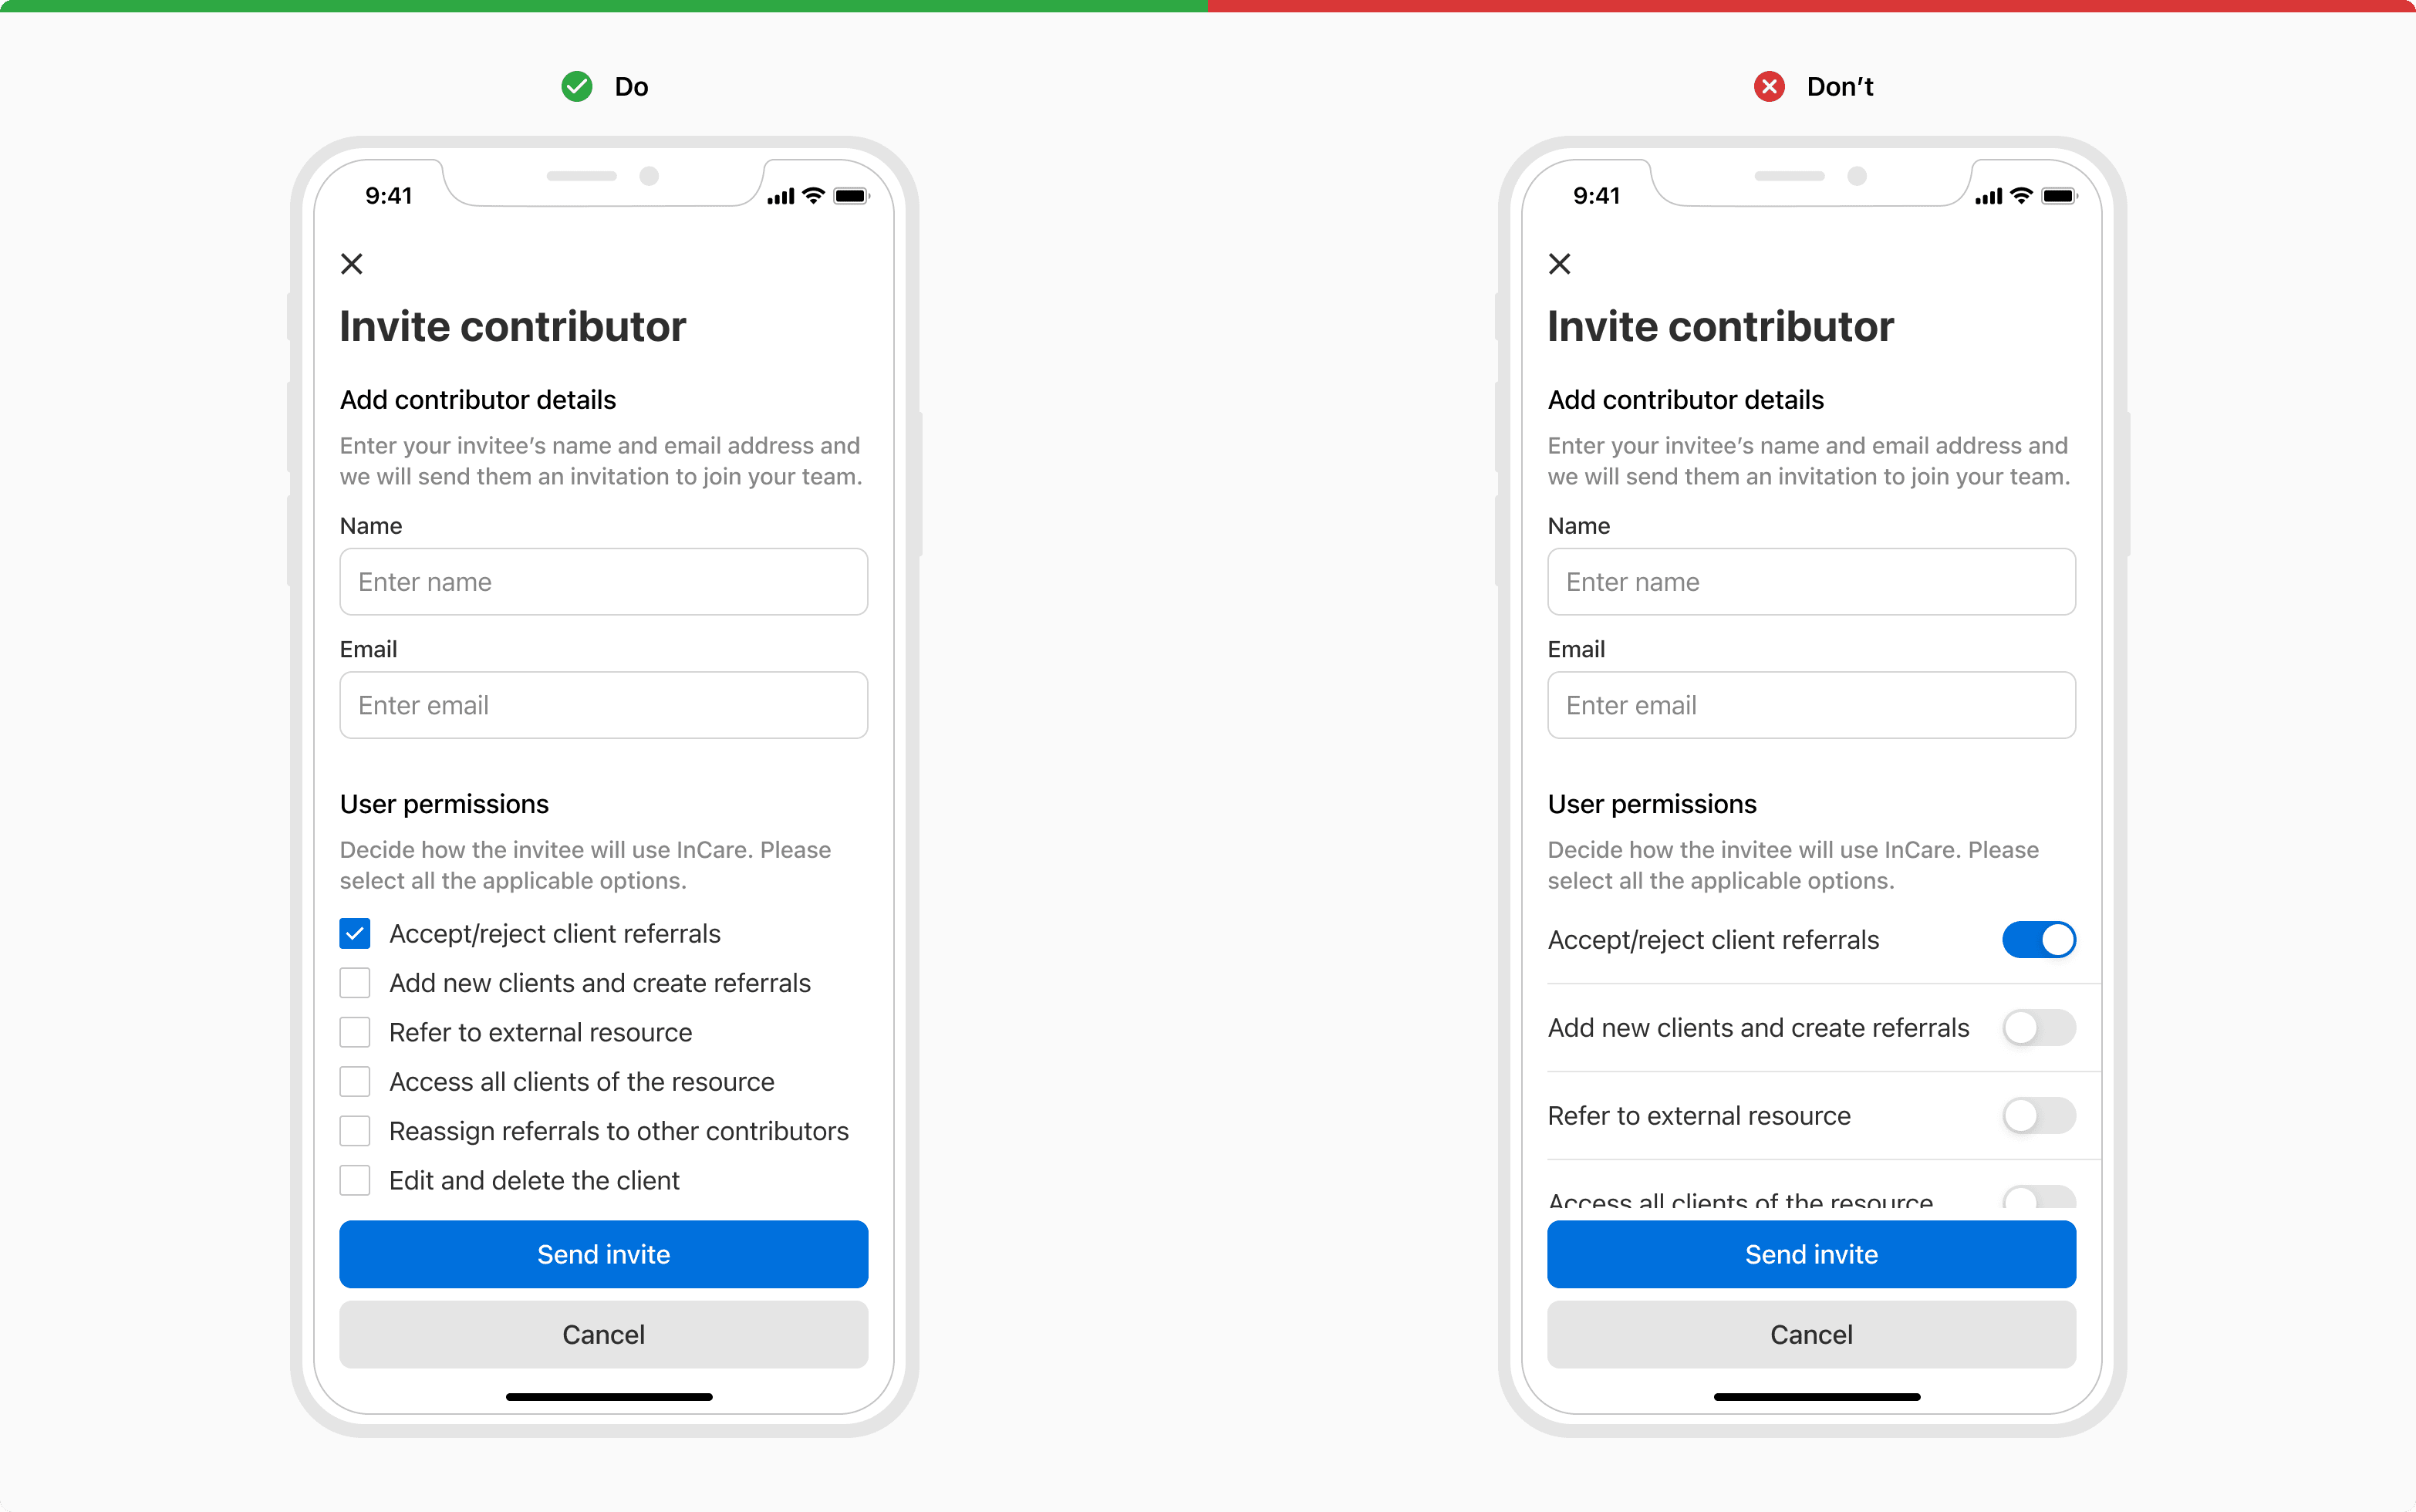 Do
9:41
Invite contributor
Add contributor details
Enter your invitee’s name and email address and
we will send them an invitation to join your team.
Name
Enter name
Email
Enter email
User permissions
Decide how the invitee will use InCare. Please
select all the applicable options.
Accept/reject client referrals
Add new clients and create referrals
Refer to external resource
Access all clients of the resource
Reassign referrals to other contributors
Edit and delete the client
Send invite
Cancel
Don’t
9:41
Invite contributor
Add contributor details
Enter your invitee’s name and email address and
we will send them an invitation to join your team.
Name
Enter name
Email
Enter email
User permissions
Decide how the invitee will use InCare. Please
select all the applicable options.
Accept/reject client referrals
Add new clients and create referrals
Refer to external resource
Access all clients of the resource
Send invite
Cancel